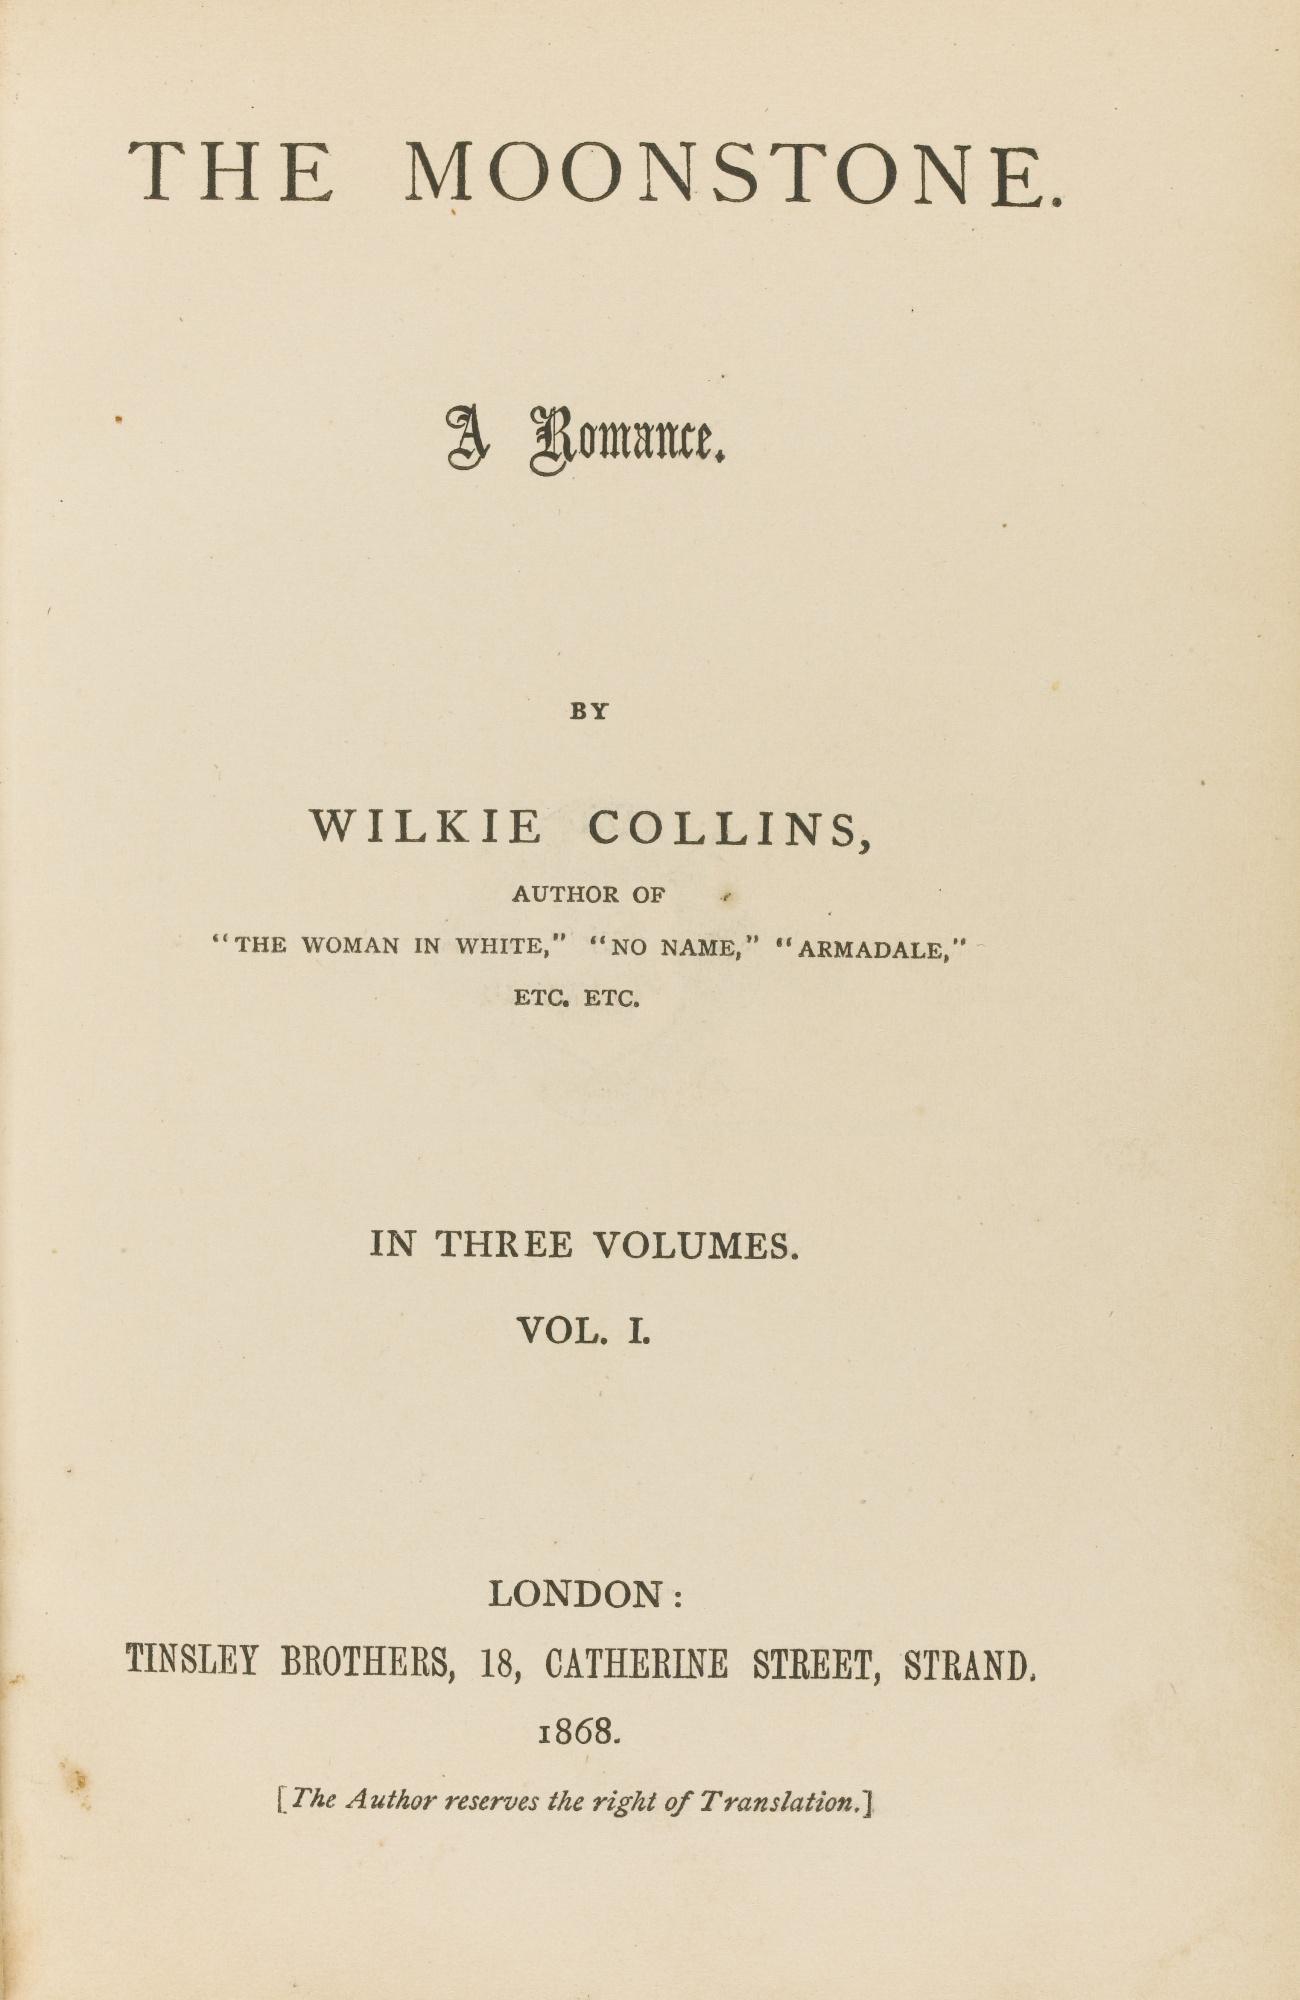 THE MOONSTONE.
A Romance.
BY
WILKIE COLLINS,
AUTHOR OF
“THE WOMAN IN WHITE,” “NO NAME,” “ARMADALE,”
ETC. ETC.
IN THREE VOLUMES.
VOL. I.
LONDON:
TINSLEY BROTHERS, 18, CATHERINE STREET, STRAND.
1868.
[The Author reserves the right of Translation.]